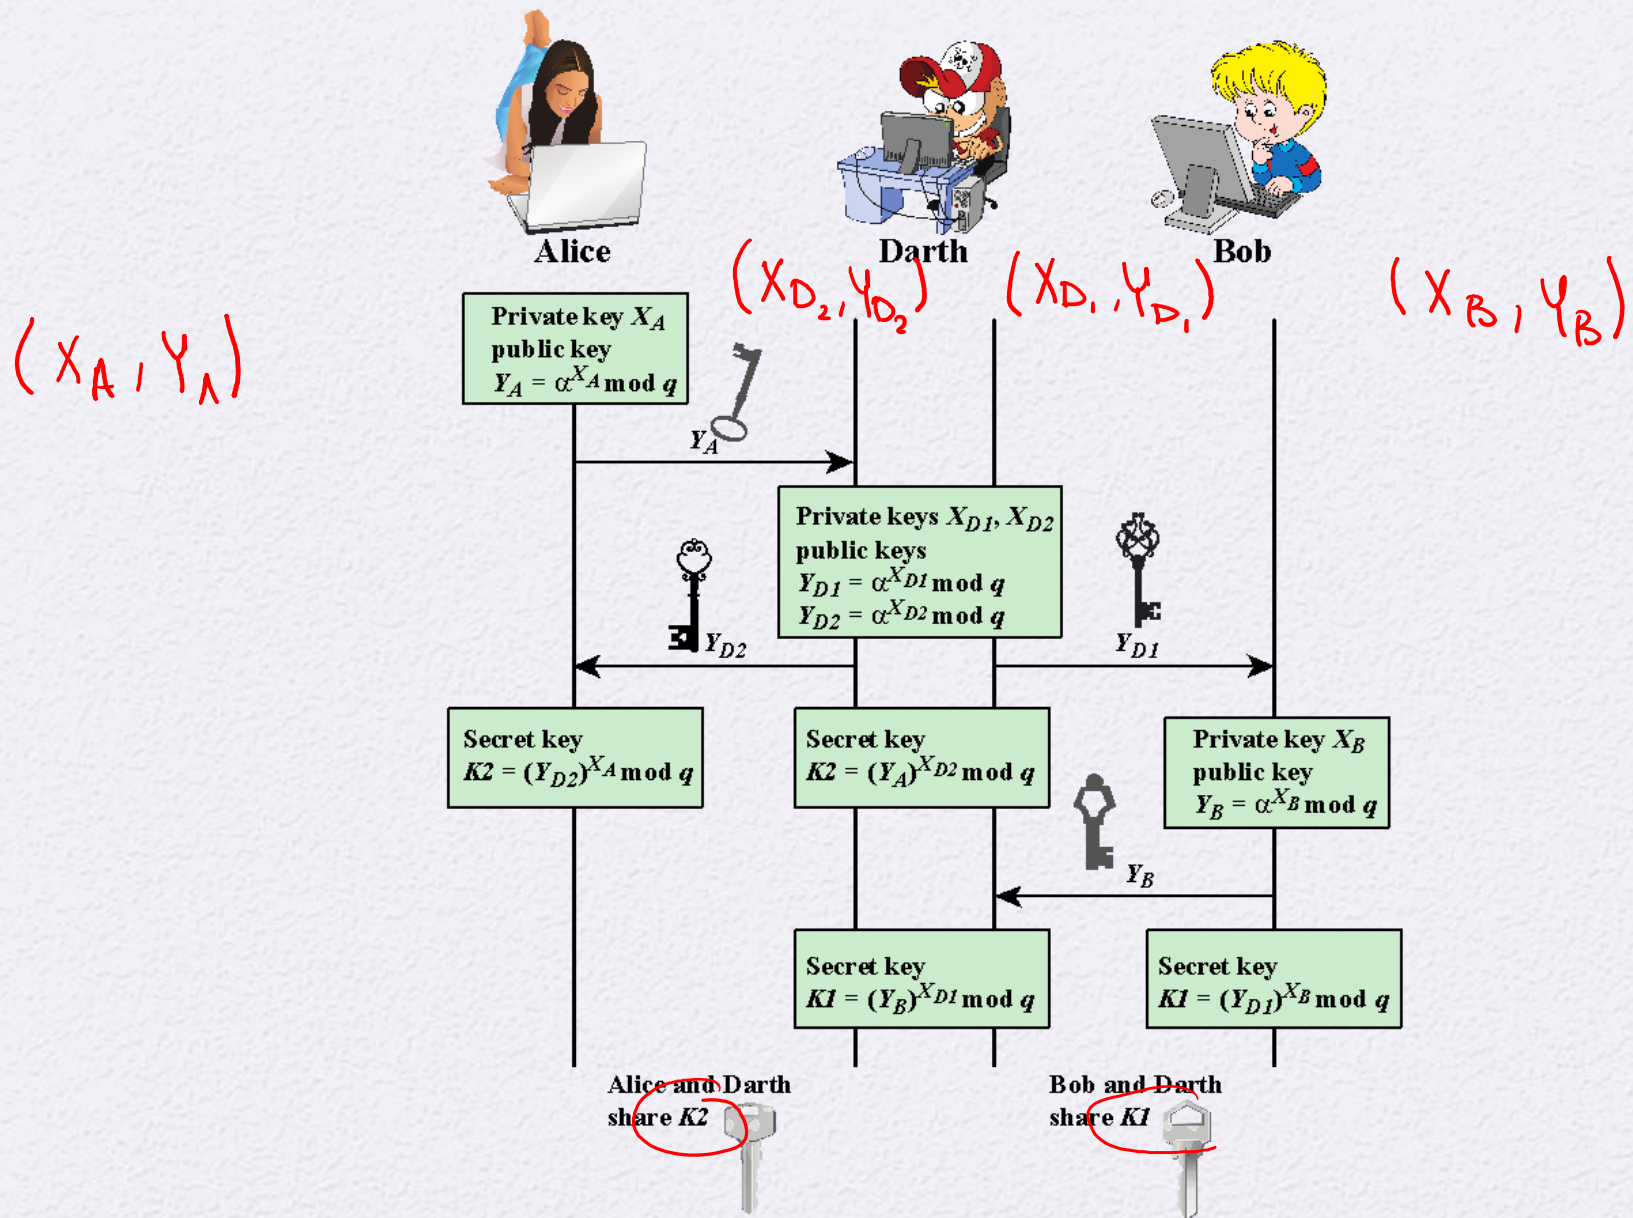 Alice
Darth
Bob
(X_A, Y_A)
(X_D₂, Y_D₂)
(X_D₁, Y_D₁)
(X_B, Y_B)
Private key X_A
public key
Y_A = α^X_A mod q
Y_A
Private keys X_D1, X_D2
public keys
Y_D1 = α^X_D1 mod q
Y_D2 = α^X_D2 mod q
Y_D2
Y_D1
Secret key
K2 = (Y_D2)^X_A mod q
Secret key
K2 = (Y_A)^X_D2 mod q
Private key X_B
public key
Y_B = α^X_B mod q
Y_B
Secret key
K1 = (Y_B)^X_D1 mod q
Secret key
K1 = (Y_D1)^X_B mod q
Alice and Darth
share K2
Bob and Darth
share K1